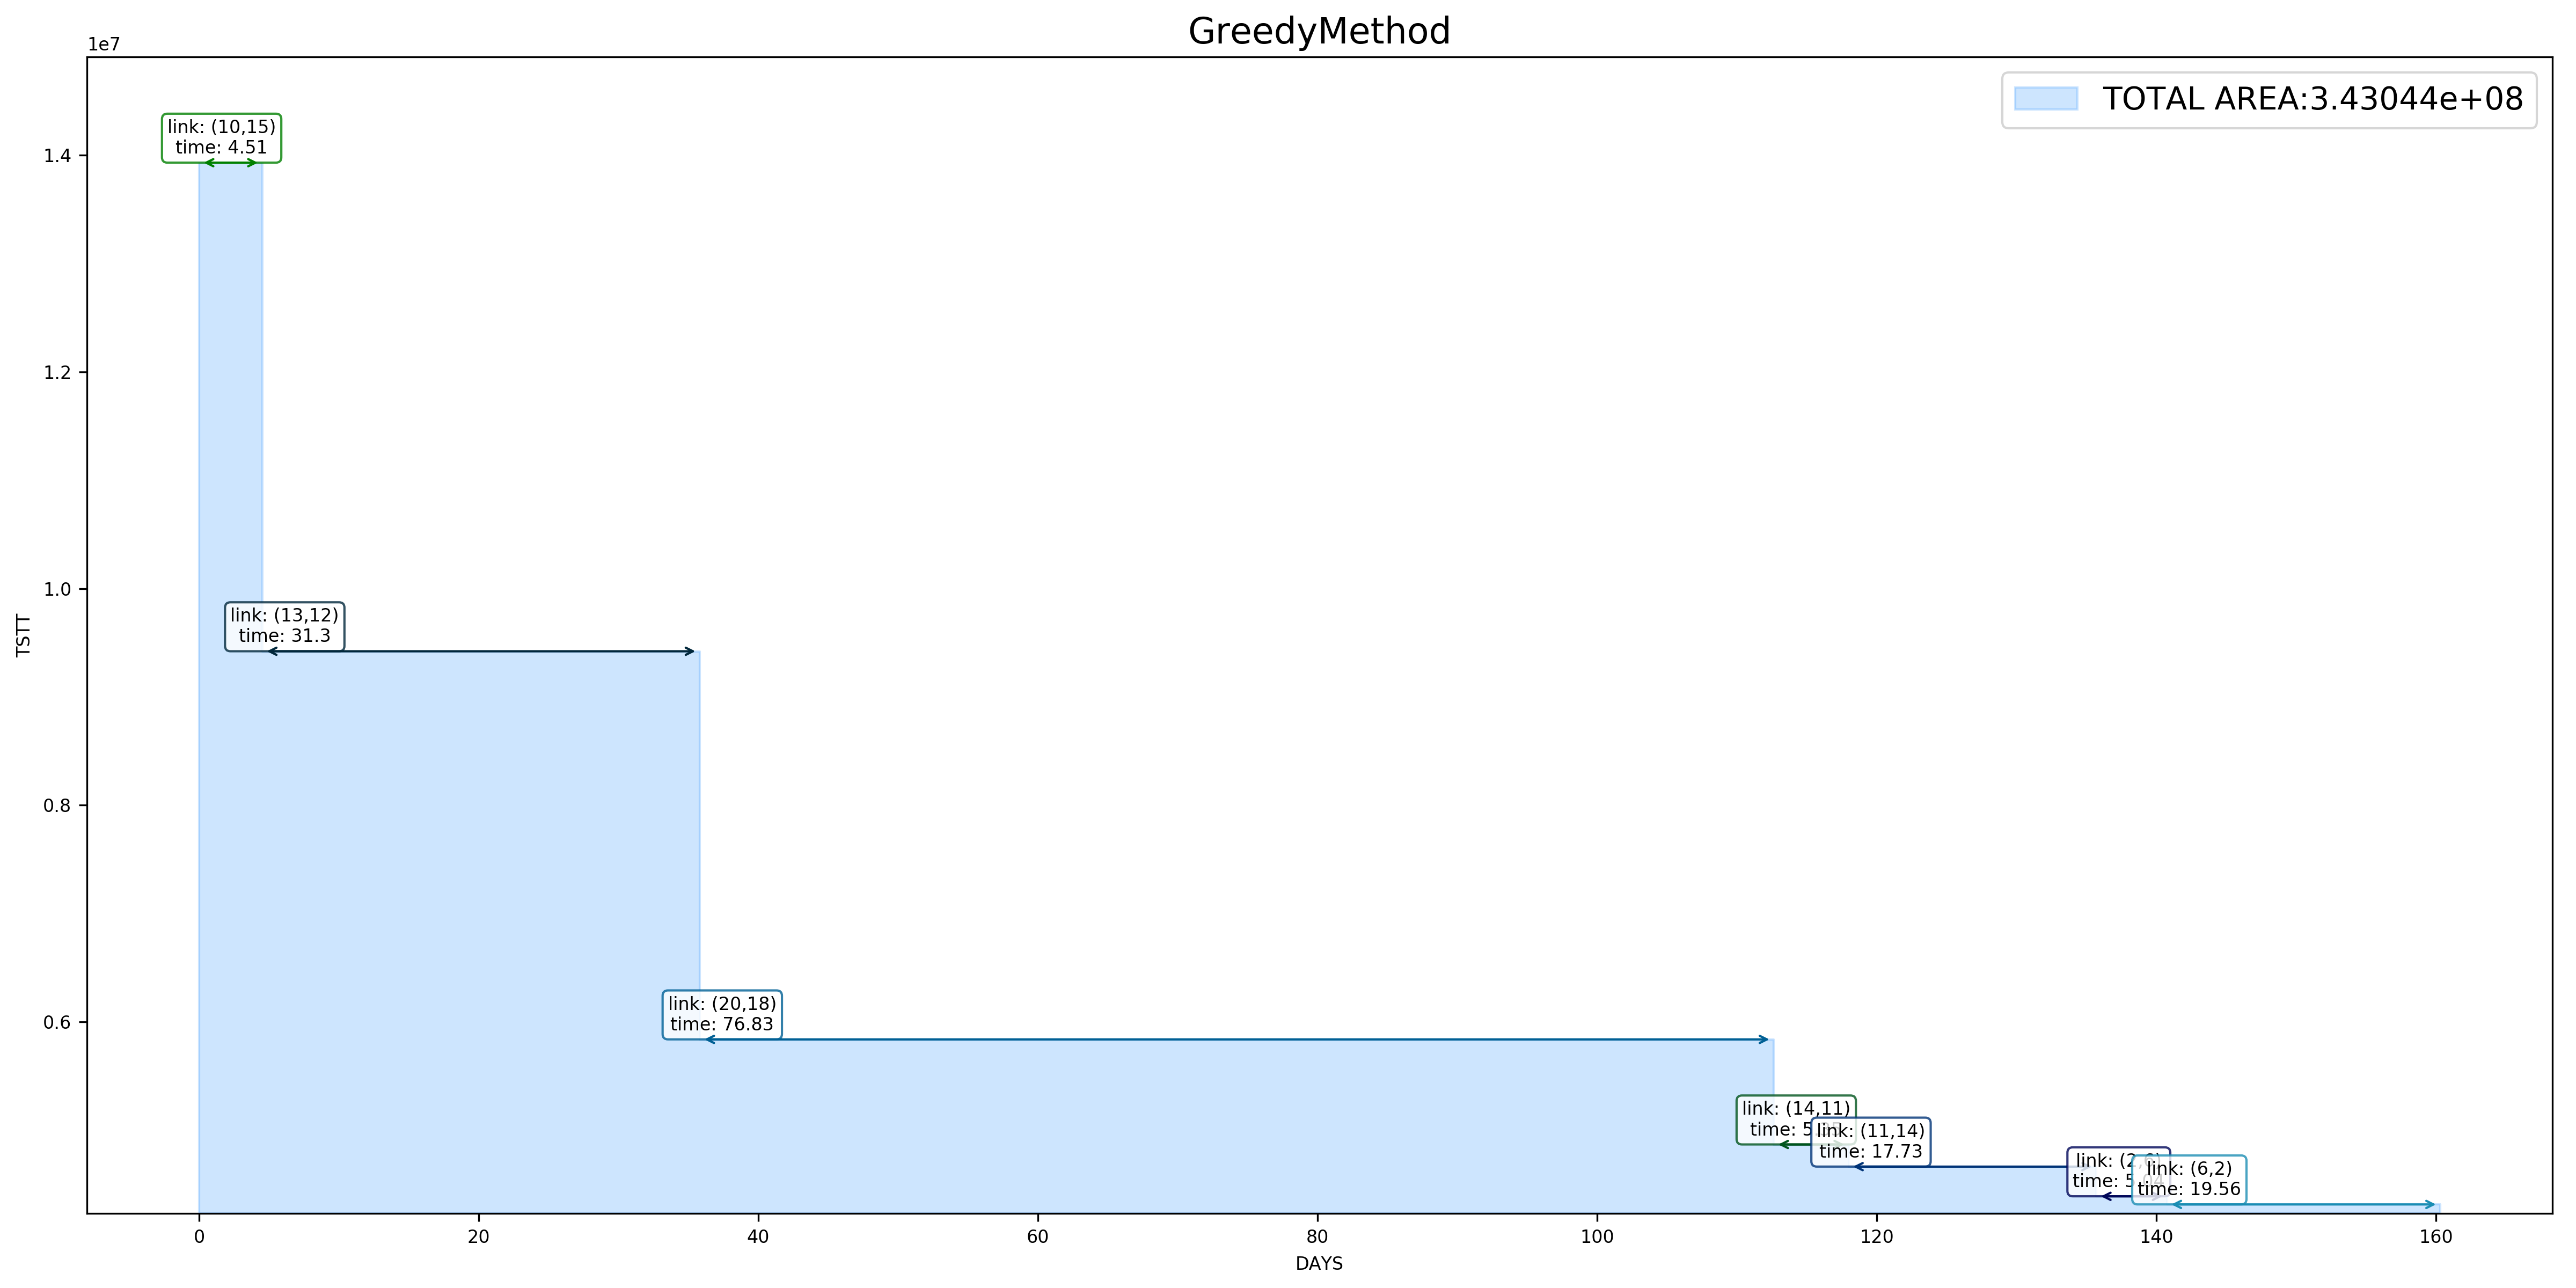 GreedyMethod
1e7
TOTAL AREA:3.43044e+08
link: (10,15)
time: 4.51
1.4
1.2
1.0
link: (13,12)
time: 31.3
TSTT
0.8
link: (20,18)
time: 76.83
0.6
link: (14,11)
time:
link: (11,14)
time: 17.73
link:
time:
link: (6,2)
time: 19.56
0
20
40
60
80
100
120
140
160
DAYS